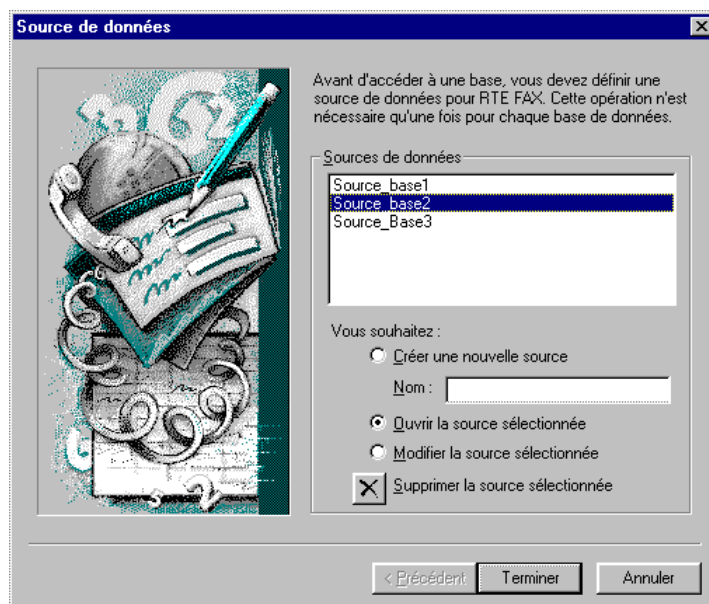 Source de données
Avant d'accéder à une base, vous devez définir une
source de données pour RTE FAX. Cette opération n'est
nécessaire qu'une fois pour chaque base de données.
Sources de données
Source_base1
Source_base2
Source_Base3
Vous souhaitez :
Créer une nouvelle source
Nom :
Ouvrir la source sélectionnée
Modifier la source sélectionnée
Supprimer la source sélectionnée
< Précédent Terminer Annuler